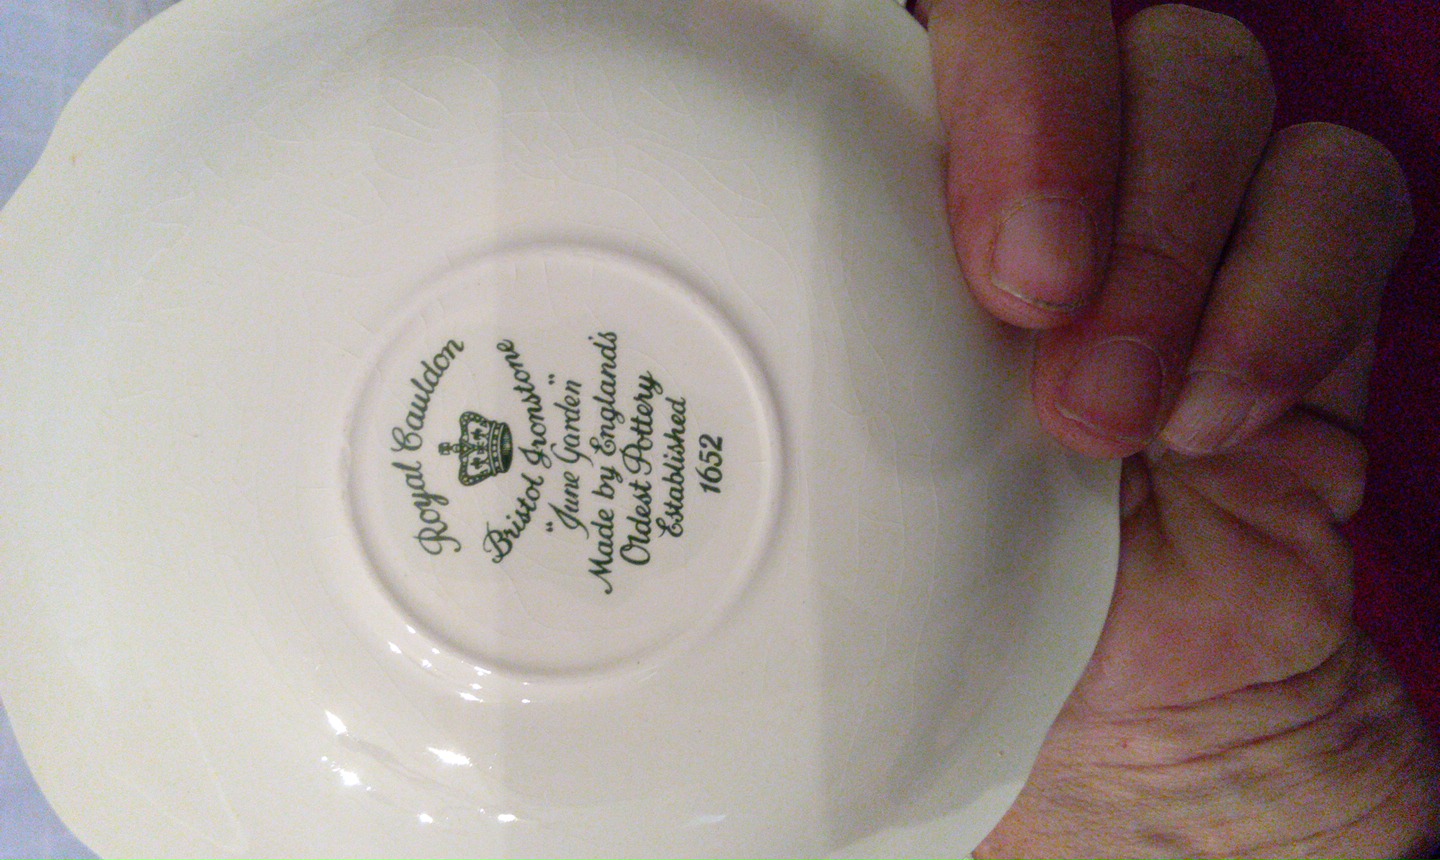 Royal Cauldon
Bristol Ironstone
"June Garden"
Made by England's
Oldest Pottery
Established
1652